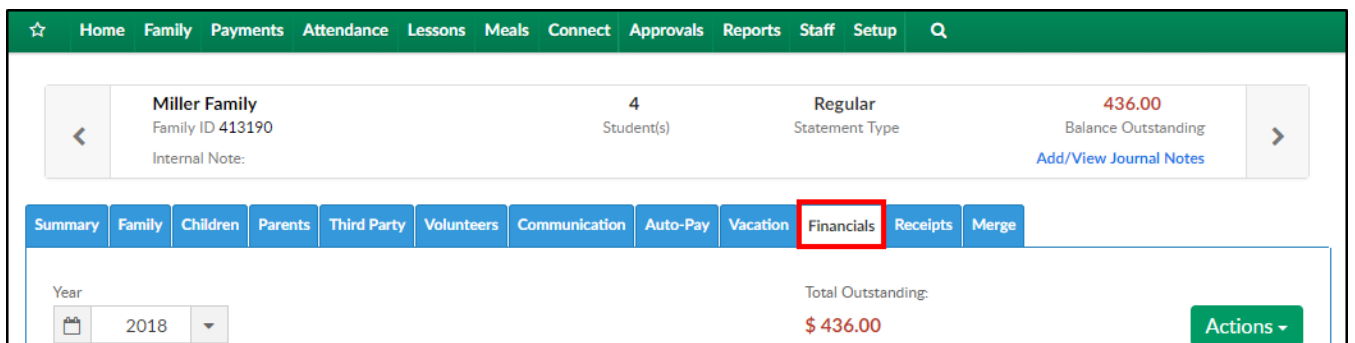 Home Family Payments Attendance Lessons Meals Connect Approvals Reports Staff Setup
Miller Family 4 Regular 436.00
Family ID 413190 Student(s) Statement Type Balance Outstanding
Internal Note: Add/View Journal Notes
Summary Family Children Parents Third Party Volunteers Communication Auto-Pay Vacation Financials Receipts Merge
Year Total Outstanding:
2018 $ 436.00 Actions